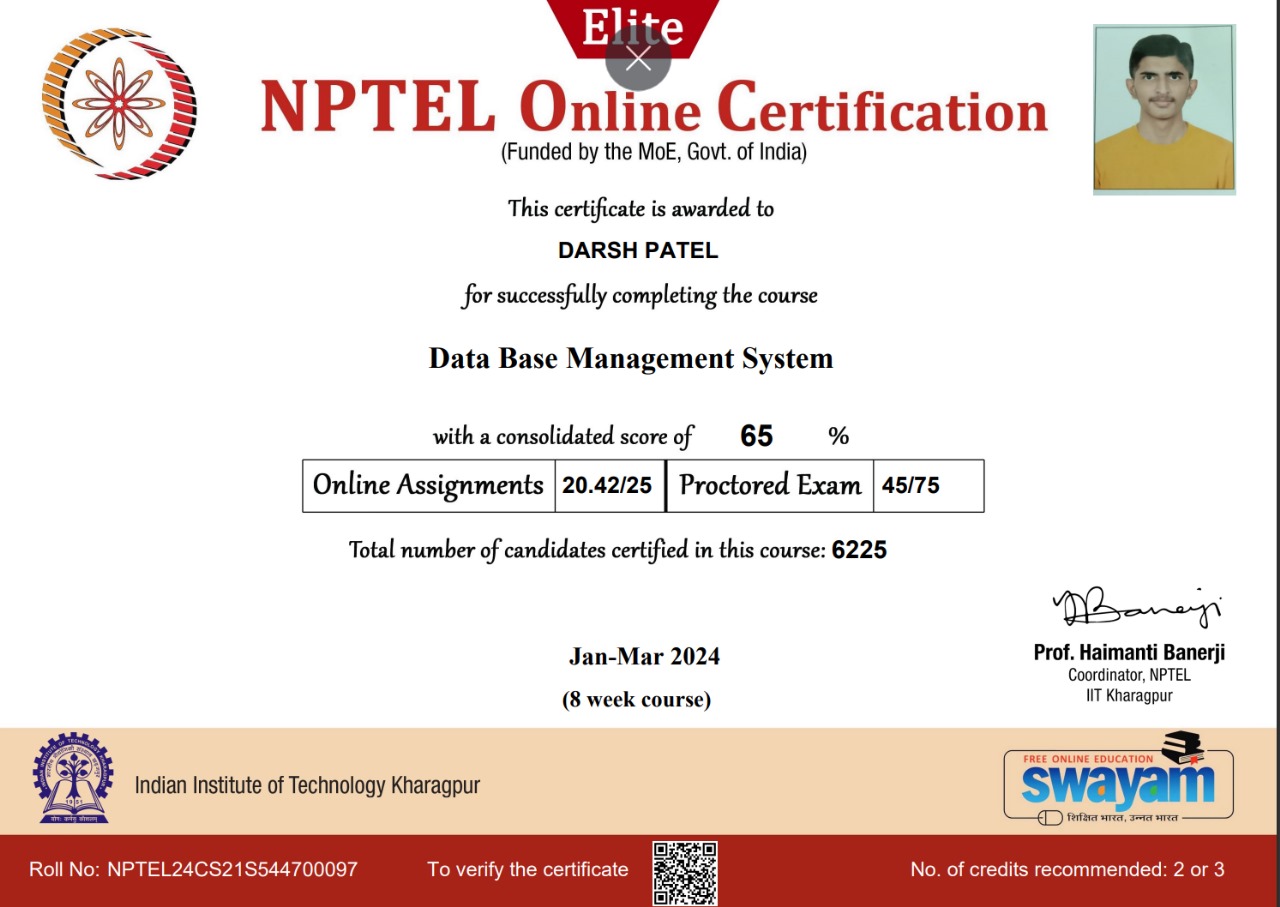 Elite
NPTEL Online Certification
(Funded by the MoE, Govt. of India)
This certificate is awarded to
DARSH PATEL
for successfully completing the course
Data Base Management System
with a consolidated score of 65 %
Online Assignments 20.42/25 Proctored Exam 45/75
Total number of candidates certified in this course: 6225
Jan-Mar 2024
(8 week course)
Prof. Haimanti Banerji
Coordinator, NPTEL
IIT Kharagpur
Indian Institute of Technology Kharagpur
FREE ONLINE EDUCATION
swayam
शिक्षित भारत, उन्नत भारत
Roll No: NPTEL24CS21S544700097 To verify the certificate No. of credits recommended: 2 or 3